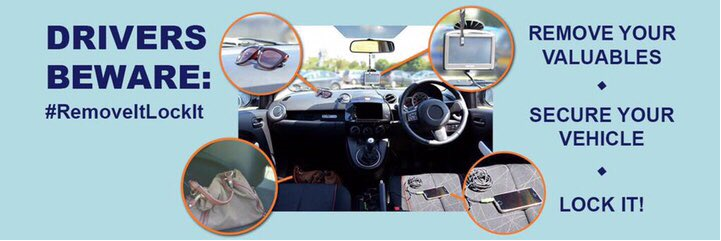 DRIVERS
BEWARE:
#RemoveItLockIt
REMOVE YOUR
VALUABLES
SECURE YOUR
VEHICLE
LOCK IT!